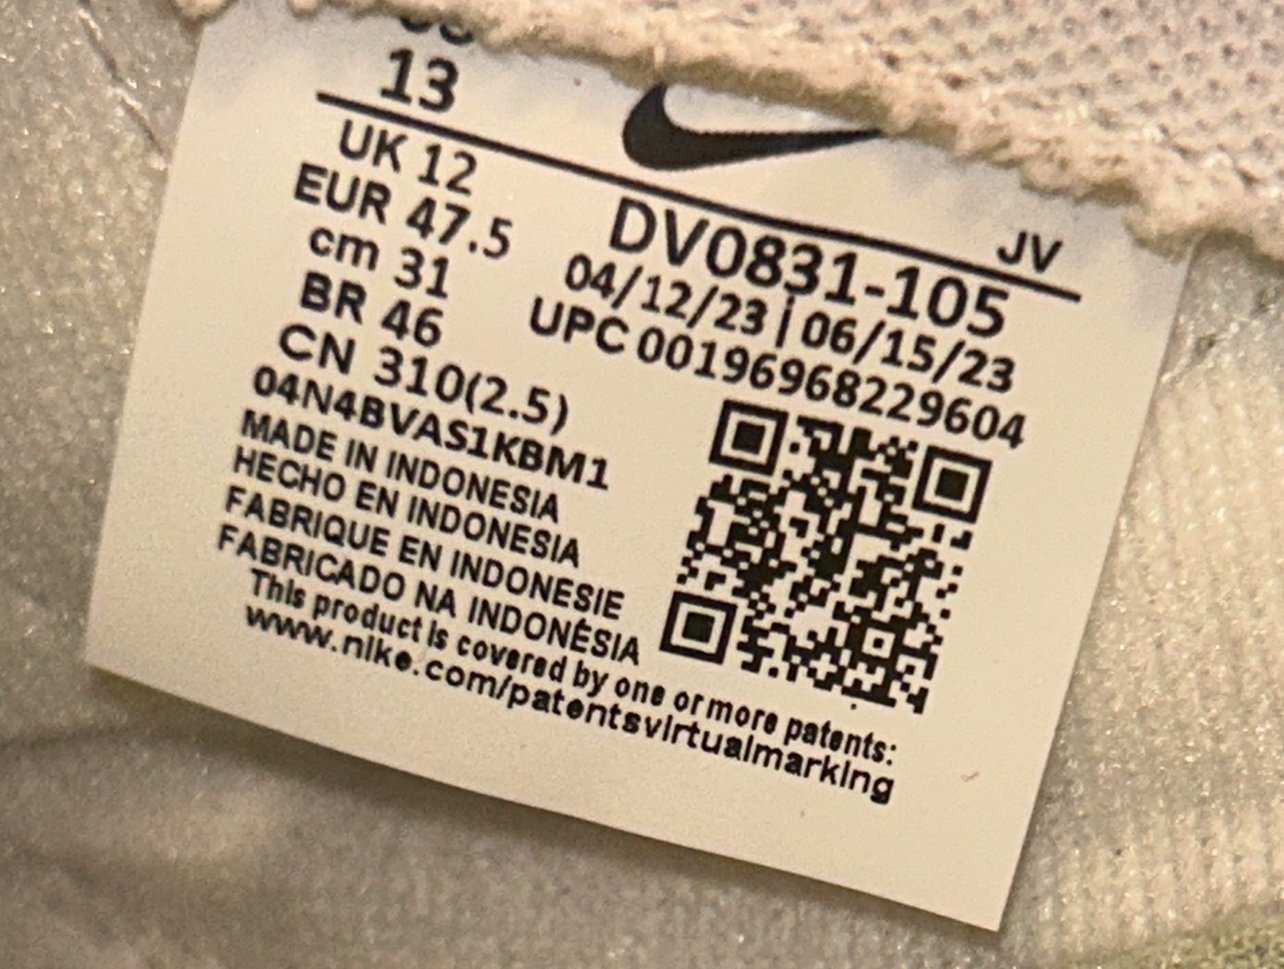 13
UK 12
EUR 47.5
cm 31
BR 46
CN 310(2.5)
04N4BVAS1KBM1
MADE IN INDONESIA
HECHO EN INDONESIA
FABRIQUE EN INDONESIE
FABRICADO NA INDONÉSIA
This product is covered by one or more patents:
www.nike.com/patentsvirtualmarking
JV
DV0831-105
04/12/23 | 06/15/23
UPC 00196968229604